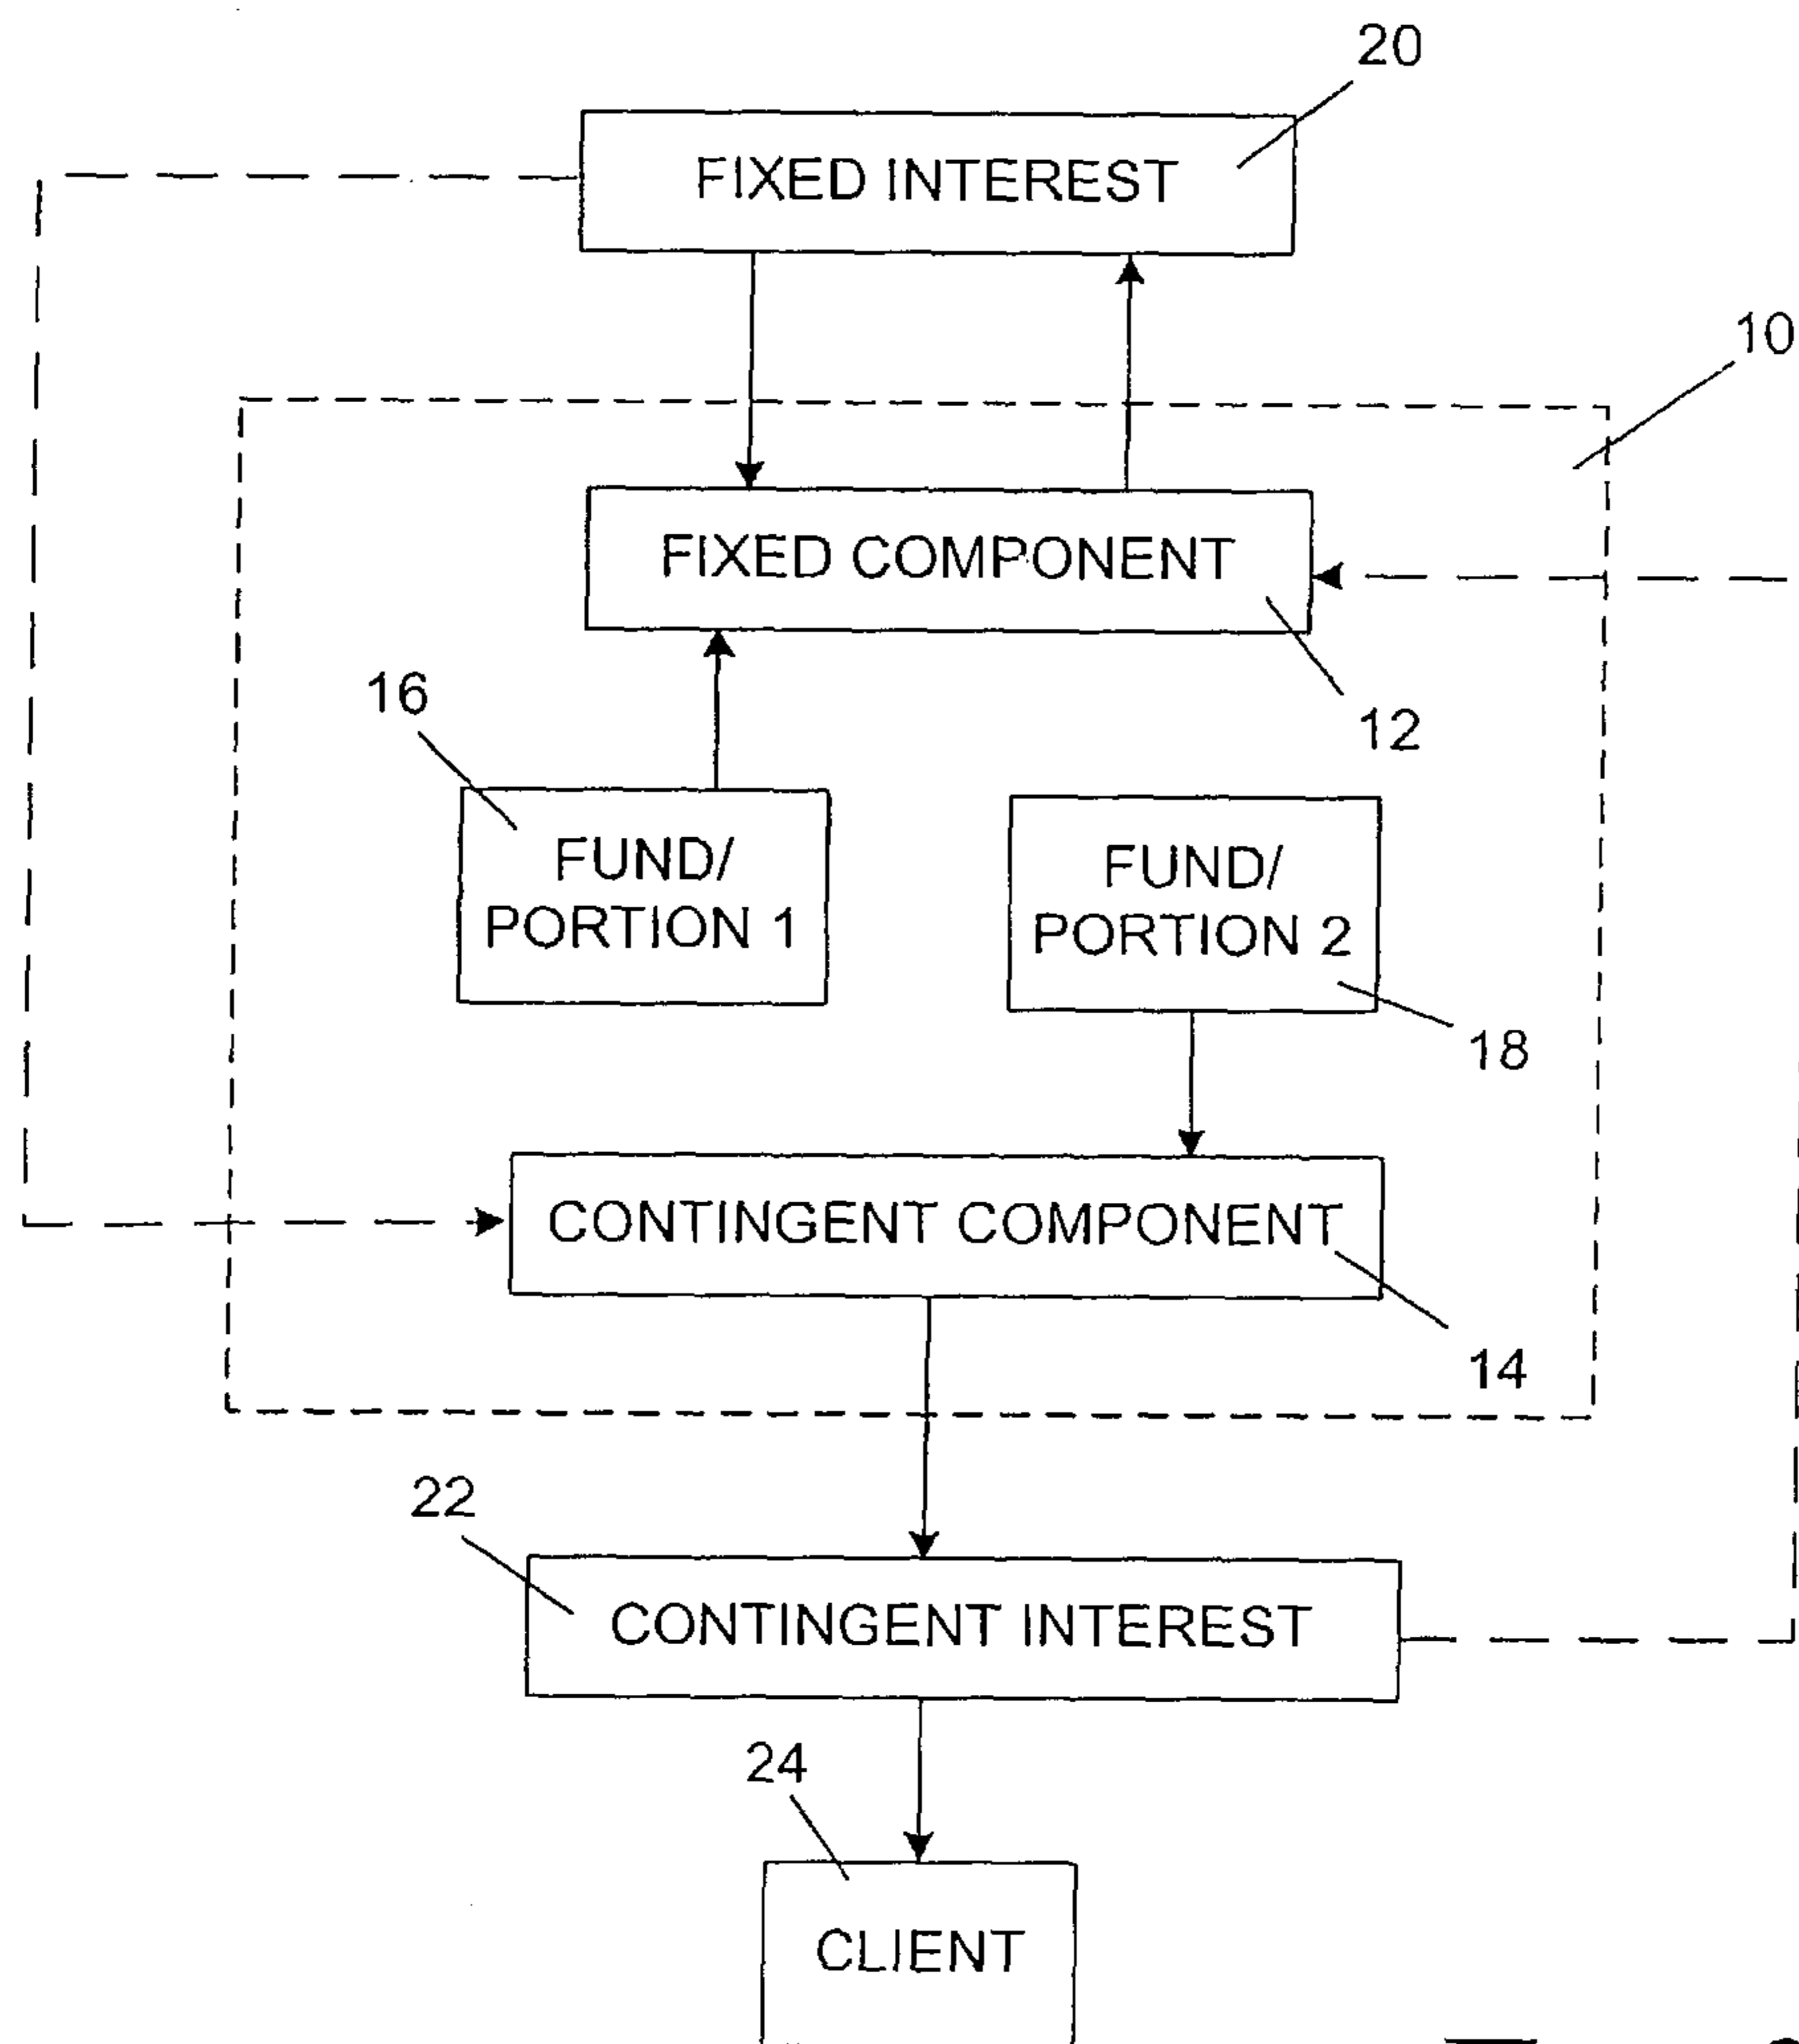 20
FIXED INTEREST
10
FIXED COMPONENT
16
12
FUND/
PORTION 1
FUND/
PORTION 2
18
CONTINGENT COMPONENT
14
22
CONTINGENT INTEREST
24
CLIENT